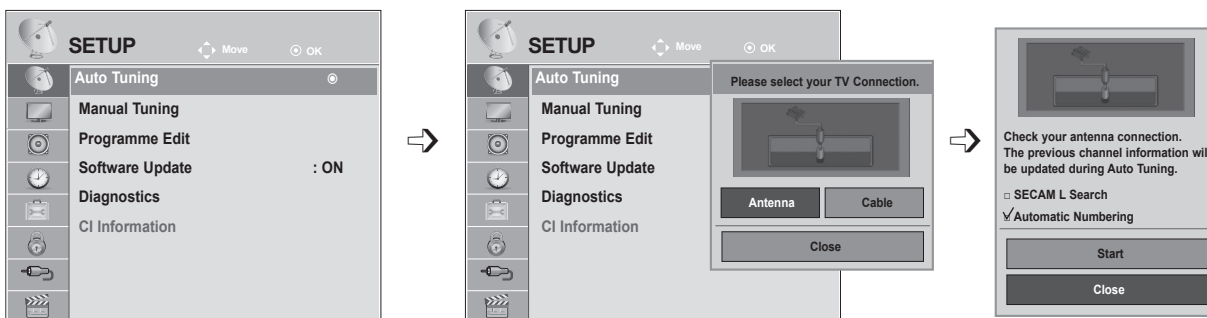 SETUP Move OK
Auto Tuning
Manual Tuning
Programme Edit
Software Update : ON
Diagnostics
CI Information
SETUP Move OK
Auto Tuning
Manual Tuning
Programme Edit
Software Update
Diagnostics
CI Information
Please select your TV Connection.
Antenna Cable
Close
Check your antenna connection.
The previous channel information wil
be updated during Auto Tuning.
SECAM L Search
Automatic Numbering
Start
Close